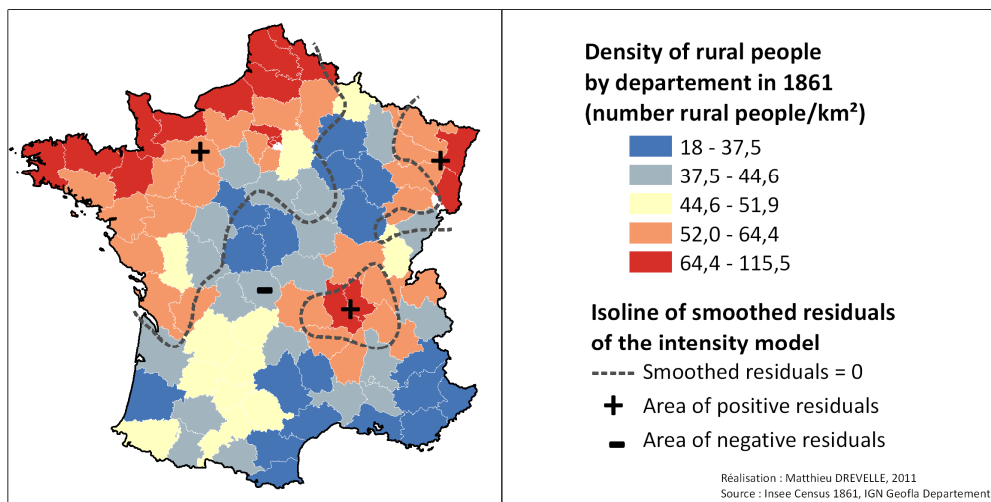 Density of rural people
by departement in 1861
(number rural people/km²)
18 - 37,5
37,5 - 44,6
44,6 - 51,9
52,0 - 64,4
64,4 - 115,5
Isoline of smoothed residuals
of the intensity model
Smoothed residuals = 0
+ Area of positive residuals
- Area of negative residuals
Réalisation : Matthieu DREVELLE, 2011
Source : Insee Census 1861, IGN Geofla Departement